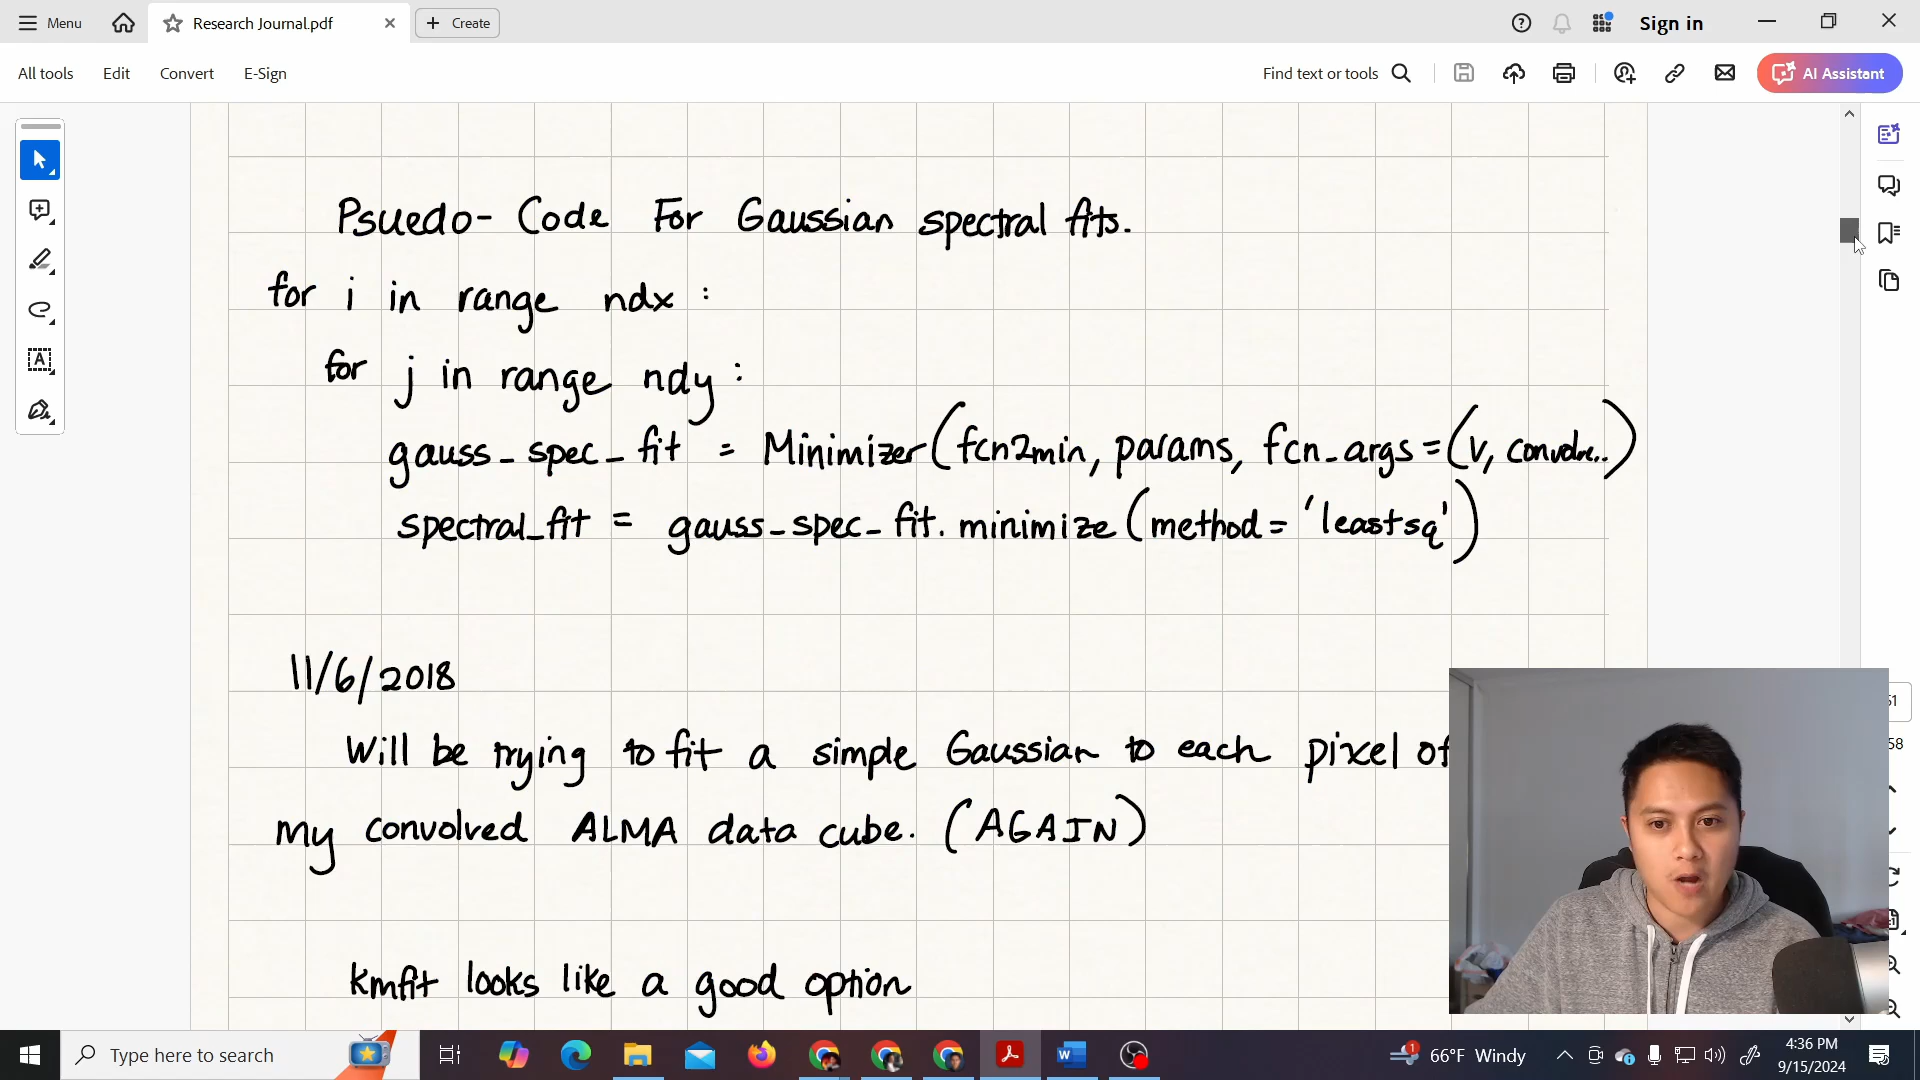 Menu
Research Journal.pdf
Create
Sign in
All tools
Edit
Convert
E-Sign
Find text or tools
AI Assistant
Psuedo-Code For Gaussian spectral fits.
for i in range ndx :
for j in range ndy :
gauss_spec_fit = Minimizer(fcn2min, params, fcn_args=(v, convolve..)
spectral_fit = gauss_spec_fit.minimize(method='leastsq')
11/6/2018
Will be trying to fit a simple Gaussian to each pixel of
my convolved ALMA data cube. (AGAIN)
kmfit looks like a good option
58
Type here to search
1
66°F Windy
4:36 PM
9/15/2024